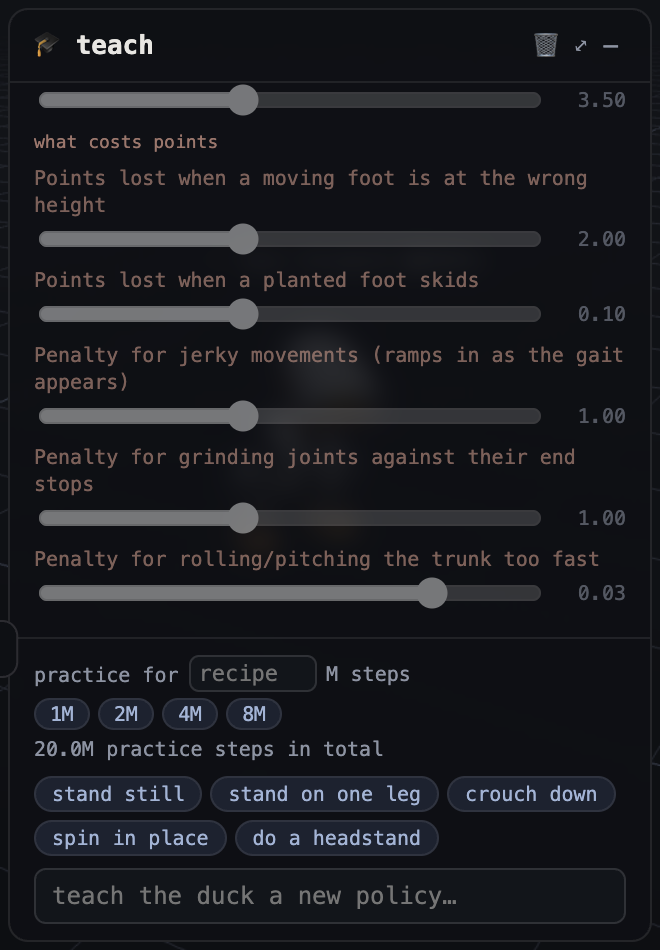 teach
3.50
what costs points
Points lost when a moving foot is at the wrong
height
2.00
Points lost when a planted foot skids
0.10
Penalty for jerky movements (ramps in as the gait
appears)
1.00
Penalty for grinding joints against their end
stops
1.00
Penalty for rolling/pitching the trunk too fast
0.03
practice for recipe M steps
1M 2M 4M 8M
20.0M practice steps in total
stand still stand on one leg crouch down
spin in place do a headstand
teach the duck a new policy…